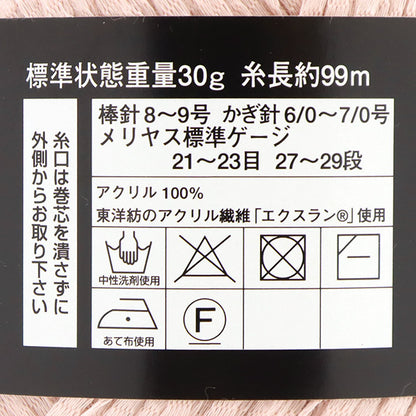 標準状態重量30g 糸長約99m
棒針8～9号 かぎ針6/0～7/0号
メリヤス標準ゲージ
21～23目 27～29段
アクリル 100%
東洋紡のアクリル繊維「エクスラン®」使用
中性洗剤使用
あて布使用
F
糸口は巻芯を潰さずに
外側からお取り下さい